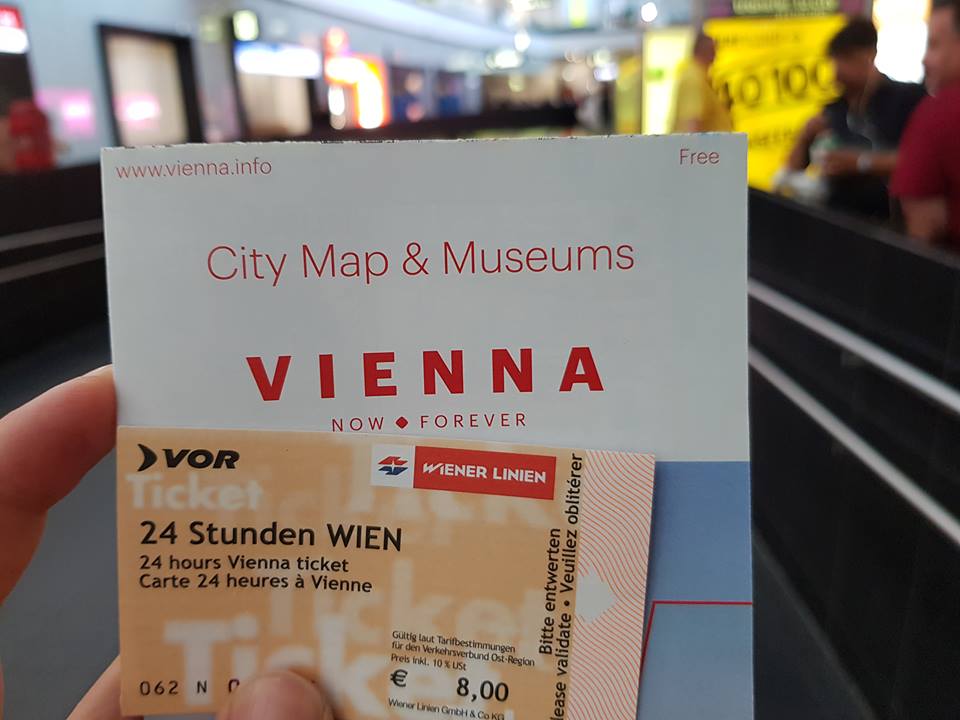 www.vienna.info
Free
City Map & Museums
VIENNA
NOW FOREVER
VOR
WIENER LINIEN
Ticket
24 Stunden WIEN
24 hours Vienna ticket
Carte 24 heures à Vienne
Gültig laut Tarifbestimmungen
für den Verkehrsverbund Ost-Region
Preis inkl. 10 % USt
€ 8,00
Wiener Linien GmbH & Co KG
062 N
Bitte entwerten
lease validate • Veuillez oblitérer